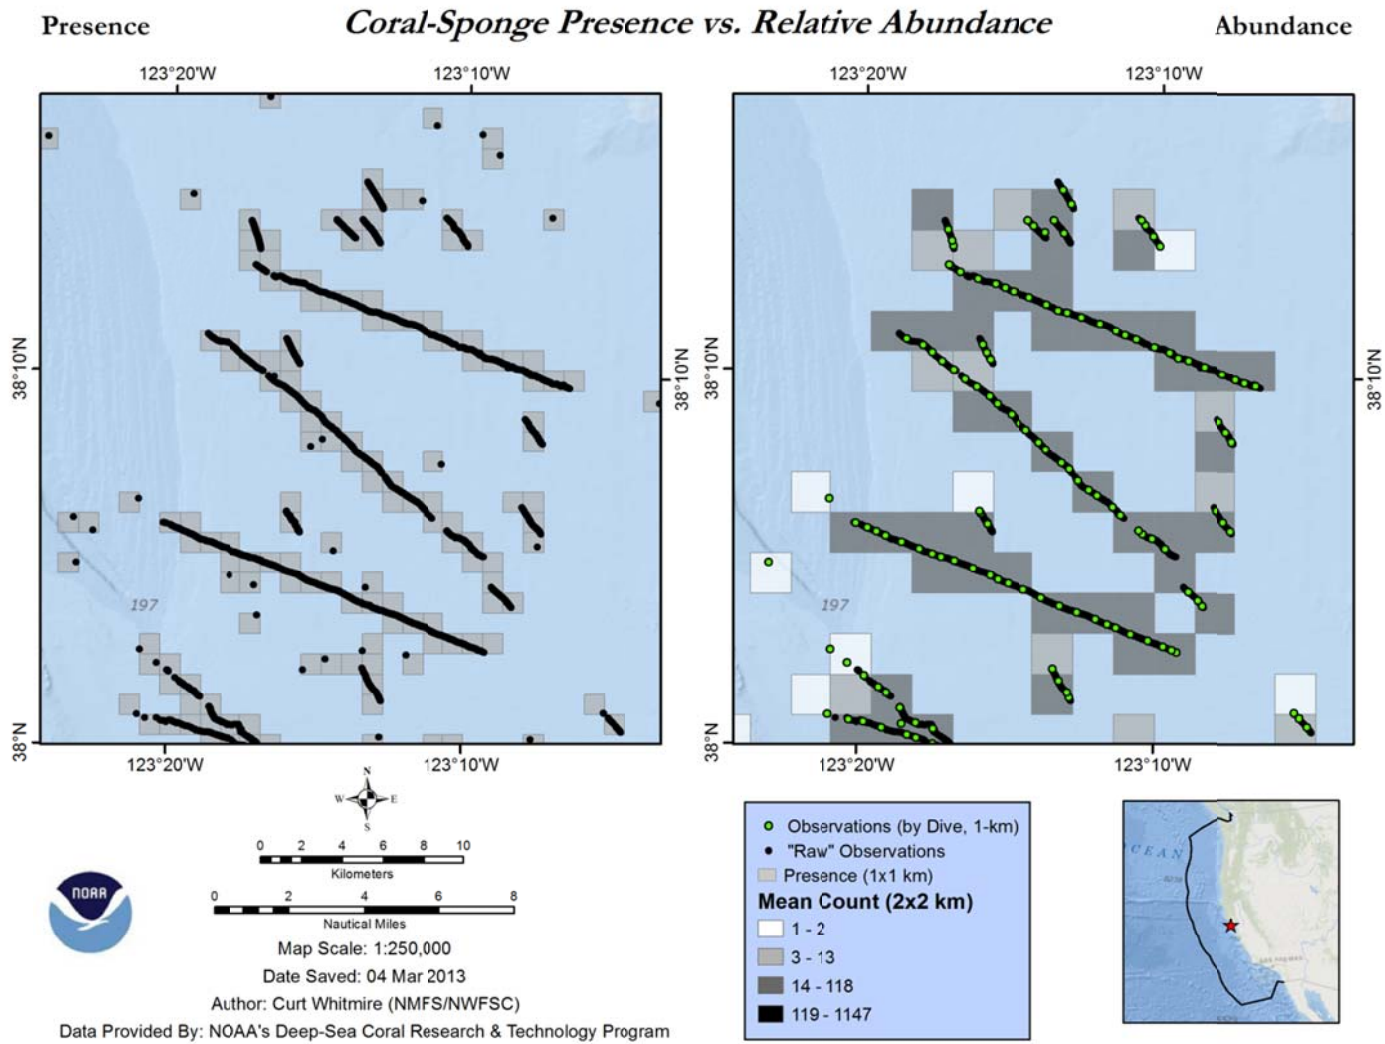 Presence
Coral-Sponge Presence vs. Relative Abundance
Abundance
123°20'W
123°10'W
123°20'W
123°10'W
38°10'N
38°10'N
38°10'N
38°10'N
197
197
38°N
38°N
123°20'W
123°10'W
123°20'W
123°10'W
N
W
E
S
0 2 4 6 8 10
Kilometers
0 2 4 6 8
Nautical Miles
NOAA
Map Scale: 1:250,000
Date Saved: 04 Mar 2013
Author: Curt Whitmire (NMFS/NWFSC)
Data Provided By: NOAA's Deep-Sea Coral Research & Technology Program
Observations (by Dive, 1-km)
"Raw" Observations
Presence (1x1 km)
Mean Count (2x2 km)
1 - 2
3 - 13
14 - 118
119 - 1147
OCEAN